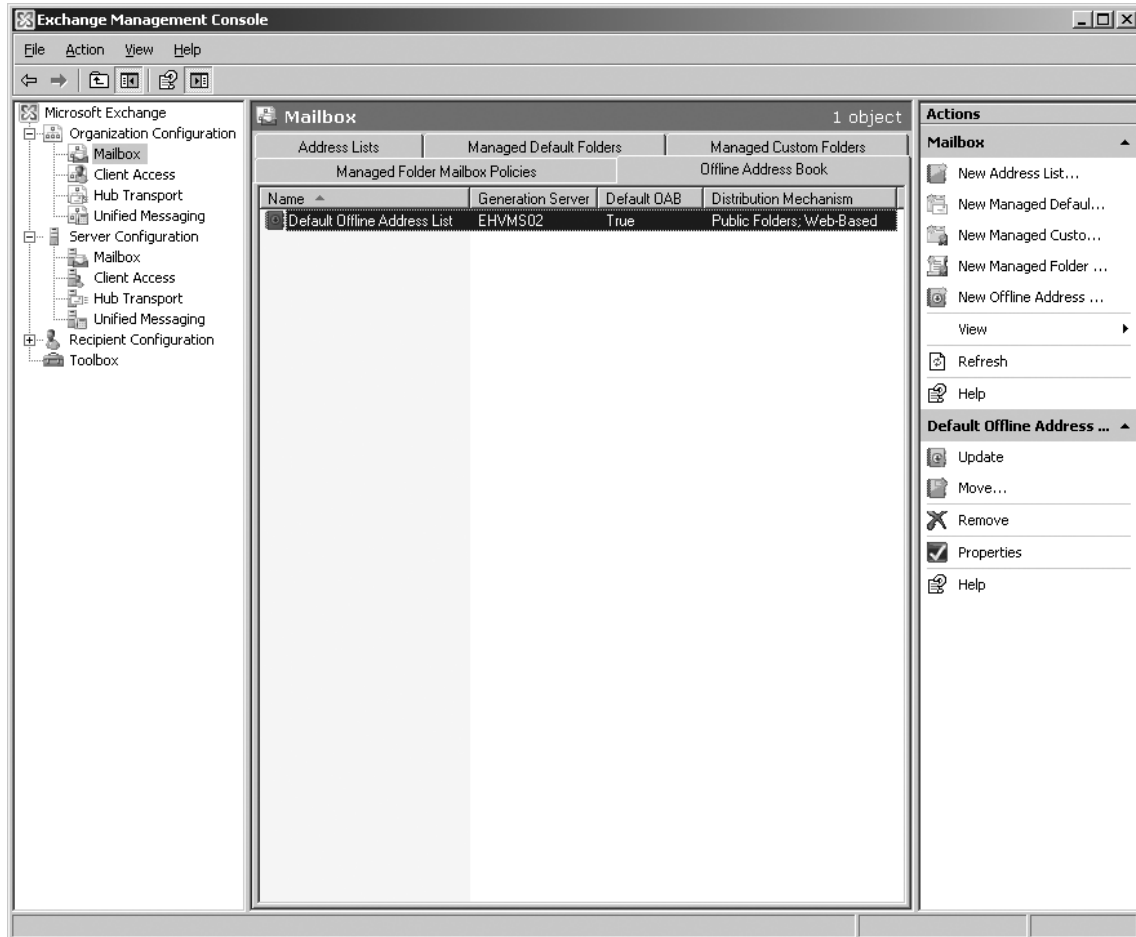 Exchange Management Console
File Action View Help
Microsoft Exchange
Organization Configuration
Mailbox
Client Access
Hub Transport
Unified Messaging
Server Configuration
Mailbox
Client Access
Hub Transport
Unified Messaging
Recipient Configuration
Toolbox
Mailbox 1 object
Address Lists Managed Default Folders Managed Custom Folders
Managed Folder Mailbox Policies Offline Address Book
Name Generation Server Default OAB Distribution Mechanism
Default Offline Address List EHVMS02 True Public Folders; Web-Based
Actions
Mailbox
New Address List...
New Managed Defaul...
New Managed Custo...
New Managed Folder ...
New Offline Address ...
View
Refresh
Help
Default Offline Address ...
Update
Move...
Remove
Properties
Help